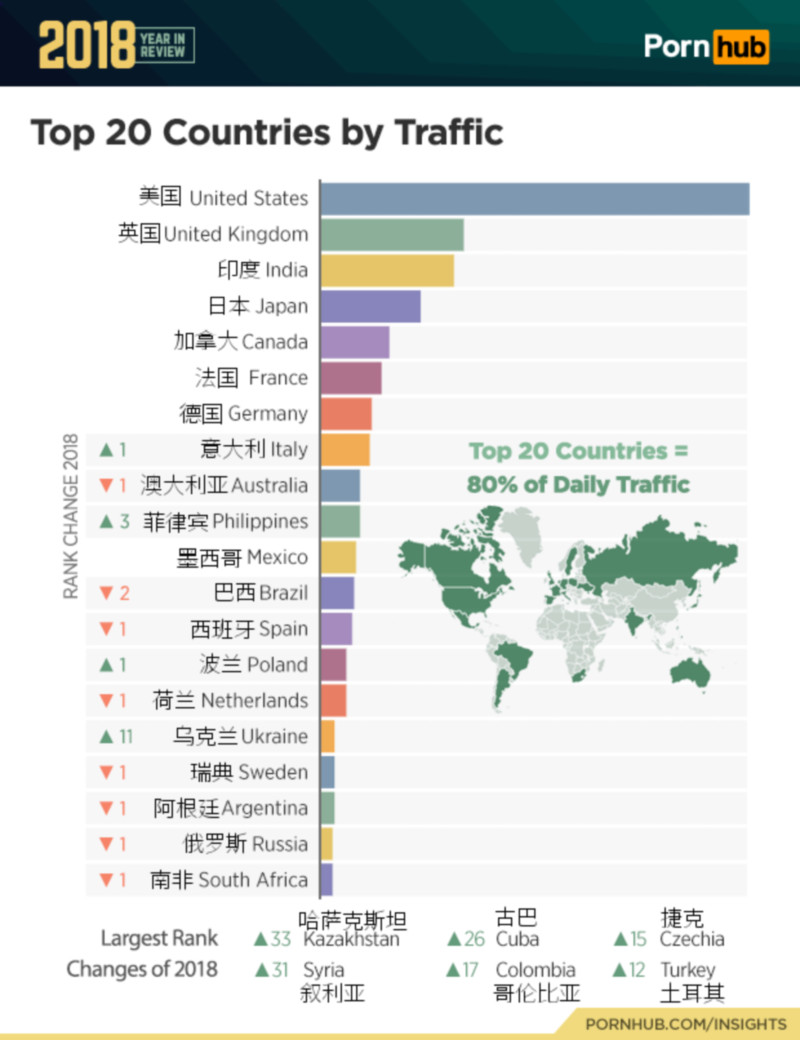 2018 YEAR IN REVIEW
Pornhub
Top 20 Countries by Traffic
RANK CHANGE 2018
美国 United States
英国 United Kingdom
印度 India
日本 Japan
加拿大 Canada
法国 France
德国 Germany
▲ 1 意大利 Italy
▼ 1 澳大利亚 Australia
▲ 3 菲律宾 Philippines
墨西哥 Mexico
▼ 2 巴西 Brazil
▼ 1 西班牙 Spain
▲ 1 波兰 Poland
▼ 1 荷兰 Netherlands
▲ 11 乌克兰 Ukraine
▼ 1 瑞典 Sweden
▼ 1 阿根廷 Argentina
▼ 1 俄罗斯 Russia
▼ 1 南非 South Africa
Top 20 Countries =
80% of Daily Traffic
哈萨克斯坦 古巴 捷克
Largest Rank ▲33 Kazakhstan ▲26 Cuba ▲15 Czechia
Changes of 2018 ▲31 Syria ▲17 Colombia ▲12 Turkey
叙利亚 哥伦比亚 土耳其
PORNHUB.COM/INSIGHTS